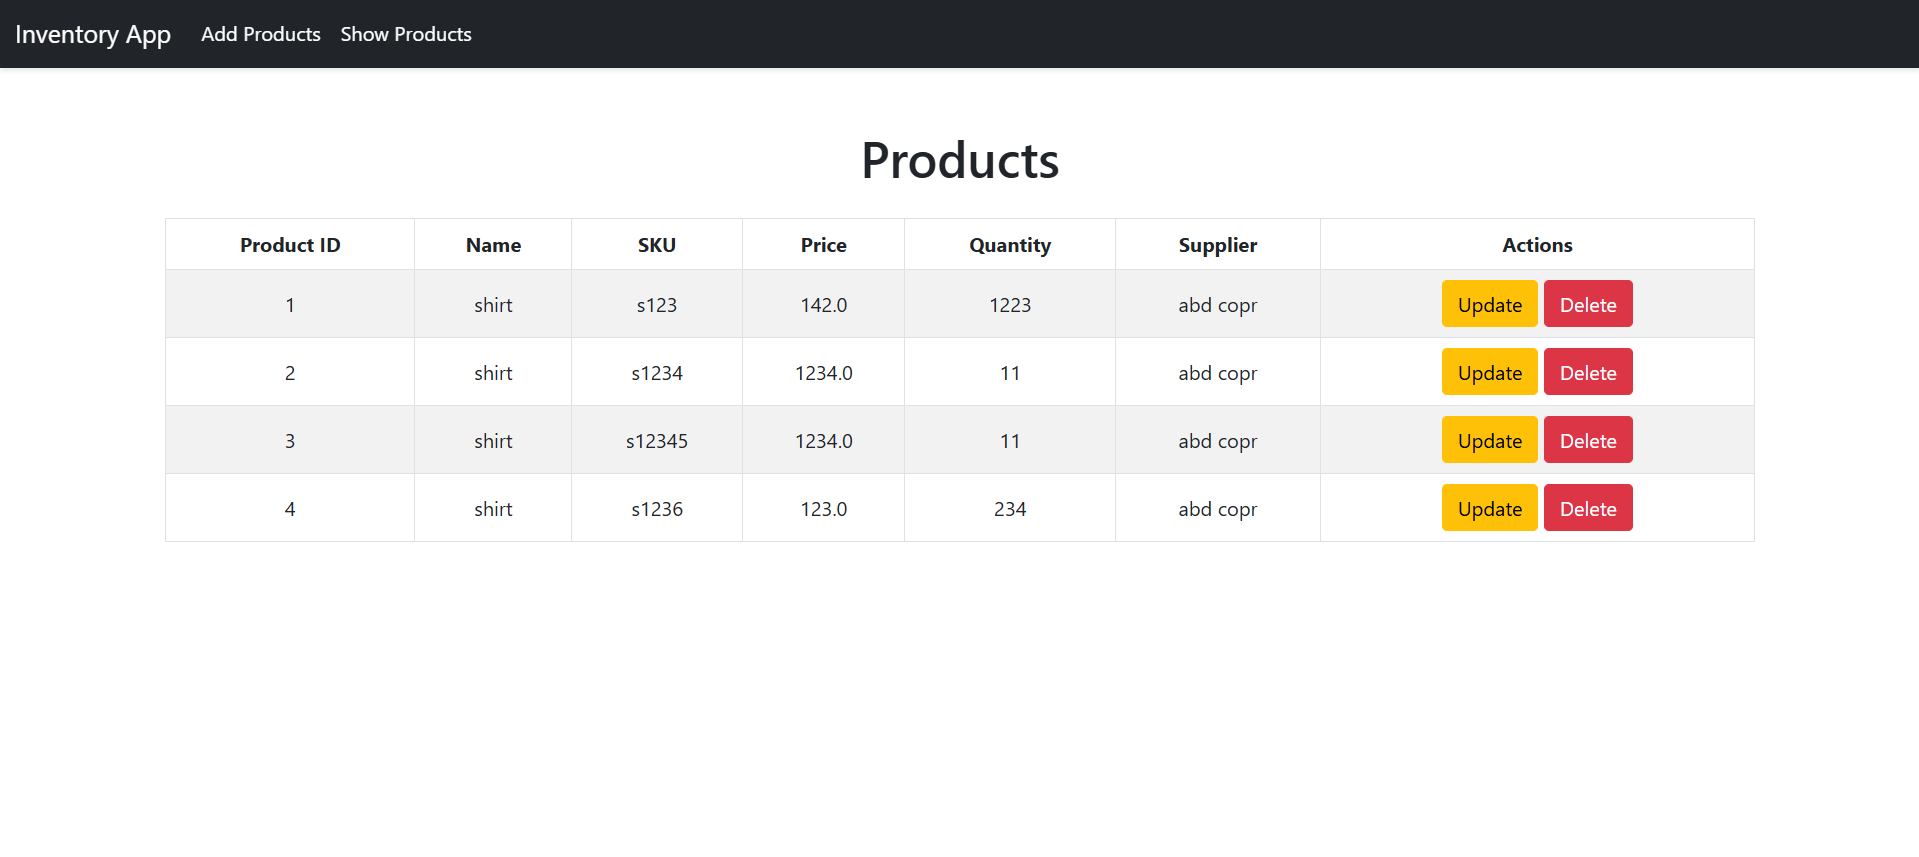 Inventory App Add Products Show Products
Products
Product ID Name SKU Price Quantity Supplier Actions
1 shirt s123 142.0 1223 abd copr Update Delete
2 shirt s1234 1234.0 11 abd copr Update Delete
3 shirt s12345 1234.0 11 abd copr Update Delete
4 shirt s1236 123.0 234 abd copr Update Delete